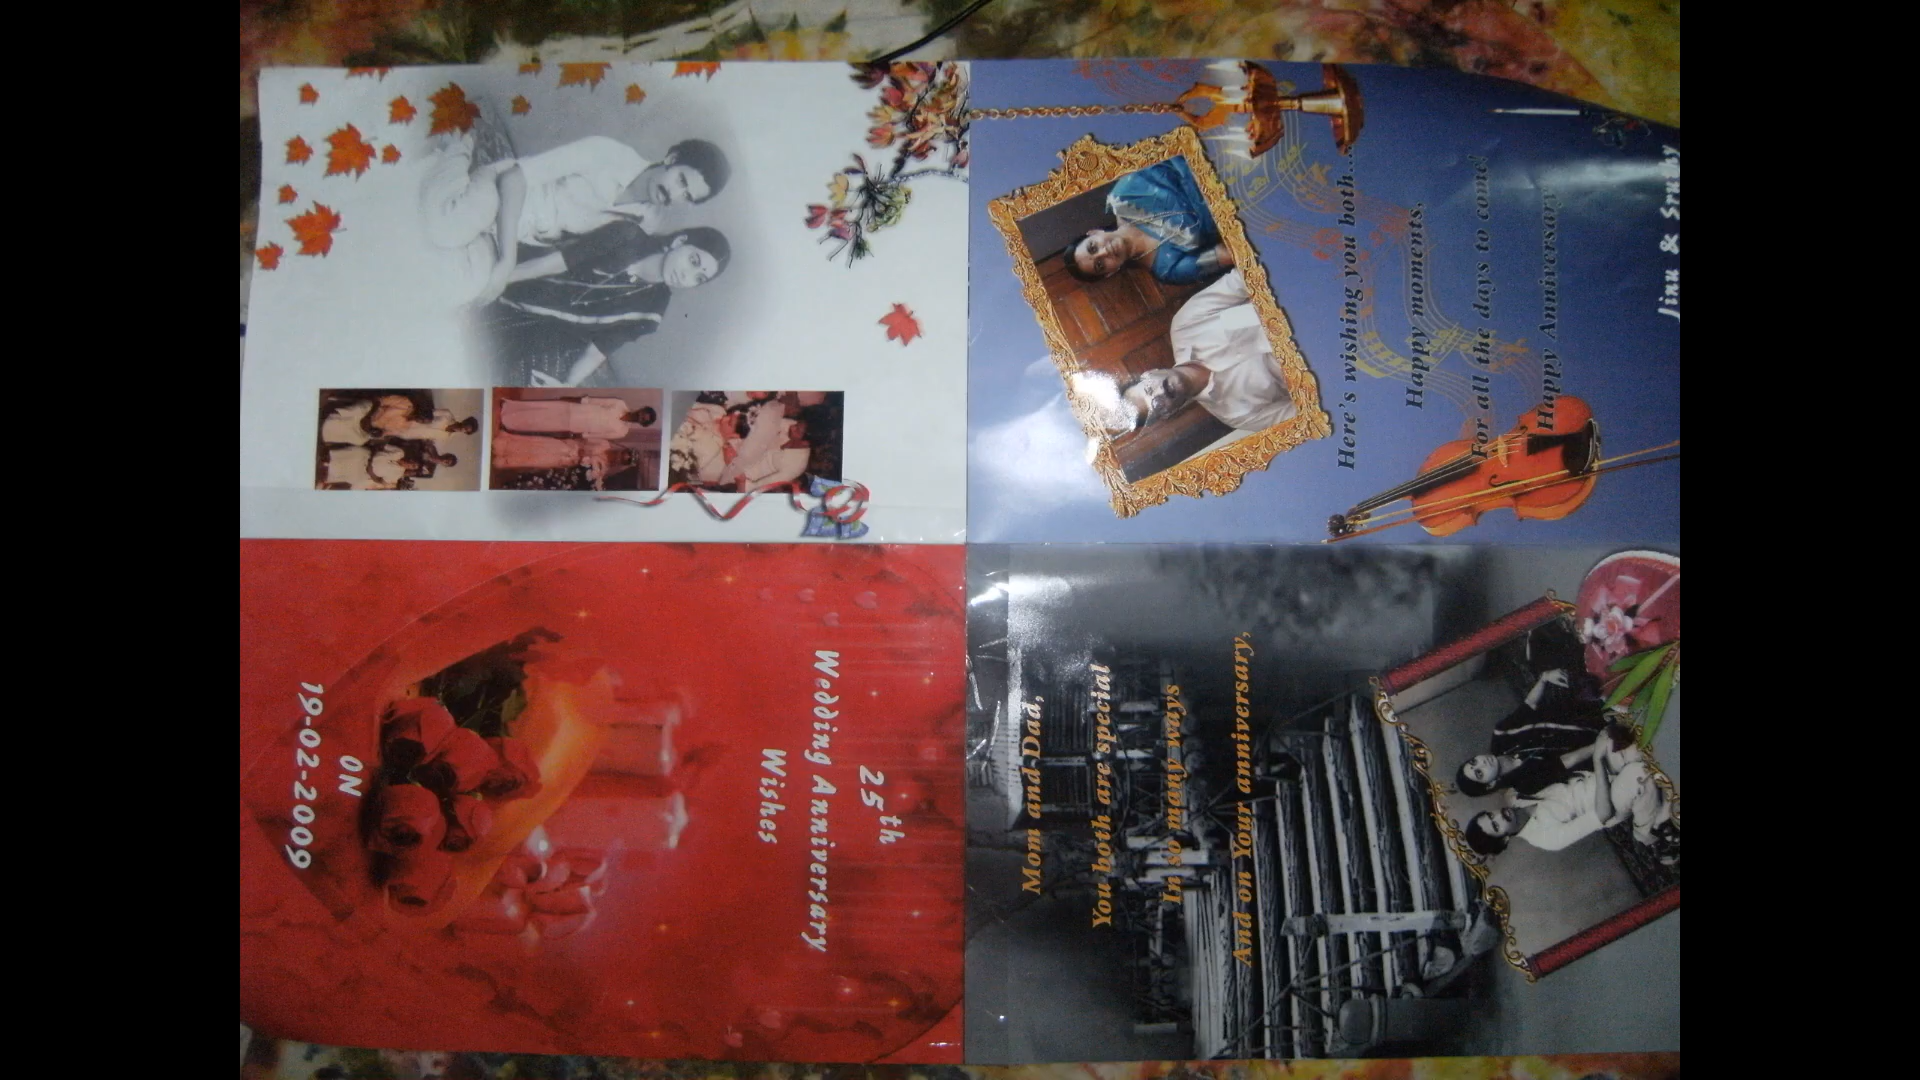 25th
Wedding Anniversary
Wishes
ON
19-02-2009
Mom and Dad,
You both are special
In so many ways
And on Your anniversary,
Here's wishing you both....
Happy moments,
For all the days to come!
Happy Anniversary
Jinu & Sruthy